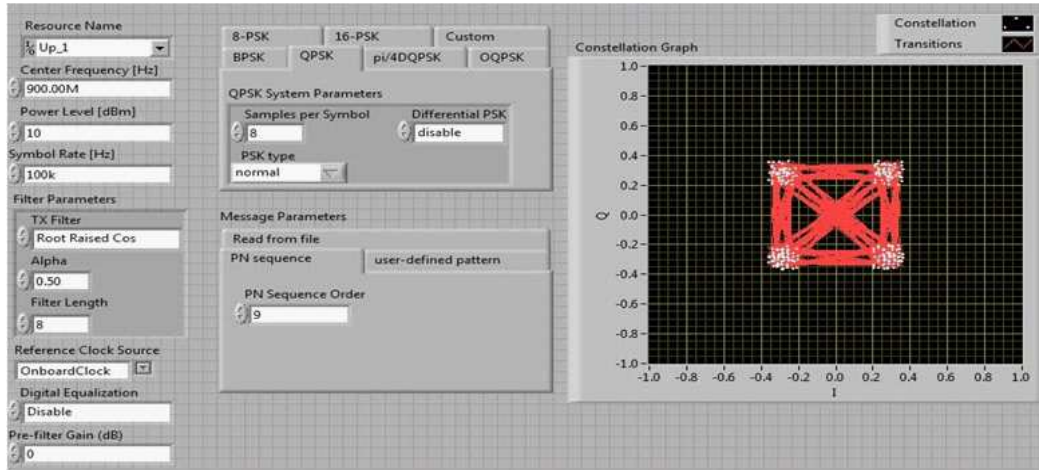 Resource Name
Up_1
Center Frequency [Hz]
900.00M
Power Level [dBm]
10
Symbol Rate [Hz]
100k
Filter Parameters
TX Filter
Root Raised Cos
Alpha
0.50
Filter Length
8
Reference Clock Source
OnboardClock
Digital Equalization
Disable
Pre-filter Gain (dB)
0
8-PSK 16-PSK Custom
BPSK QPSK pi/4DQPSK OQPSK
QPSK System Parameters
Samples per Symbol Differential PSK
8 disable
PSK type
normal
Message Parameters
Read from file
PN sequence user-defined pattern
PN Sequence Order
9
Constellation Graph
Constellation
Transitions
1.0
0.8
0.6
0.4
0.2
0.0
-0.2
-0.4
-0.6
-0.8
-1.0
Q
-1.0 -0.8 -0.6 -0.4 -0.2 0.0 0.2 0.4 0.6 0.8 1.0
I